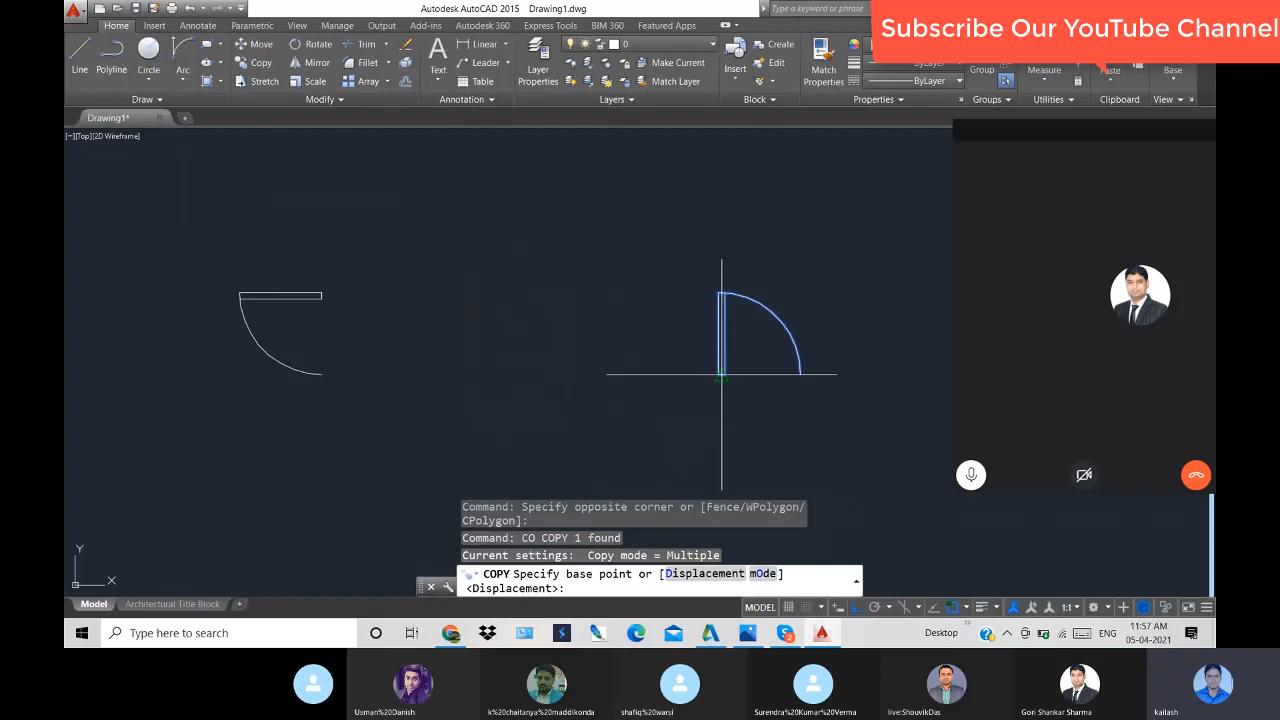 Autodesk AutoCAD 2015 Drawing1.dwg
Type a keyword or phrase
Subscribe Our YouTube Channel
Home Insert Annotate Parametric View Manage Output Add-ins Autodesk 360 Express Tools BIM 360 Featured Apps
Line Polyline Circle Arc
Move Rotate Trim
Copy Mirror Fillet
Stretch Scale Array
Text
Linear
Leader
Table
Layer
Properties
0
Make Current
Match Layer
Insert
Create
Edit
Match
Properties
ByLayer
ByLayer
Group
Measure
Paste
Base
Draw Modify Annotation Layers Block Properties Groups Utilities Clipboard View
Drawing1*
[–][Top][2D Wireframe]
Command: Specify opposite corner or [Fence/WPolygon/
CPolygon]:
Command: CO COPY 1 found
Current settings: Copy mode = Multiple
COPY Specify base point or [Displacement mOde]
<Displacement>:
Y
X
Model Architectural Title Block
MODEL
1:1
Type here to search
Desktop
ENG
11:57 AM
05-04-2021
Usman%20Danish
k%20chaitanya%20maddikonda
shafiq%20warsi
Surendra%20Kumar%20Verma
live:ShouvikDas
Gori Shankar Sharma
kailash